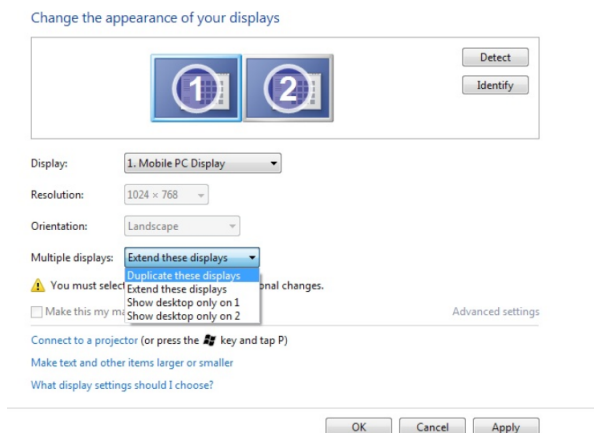 Change the appearance of your displays
1
2
Detect
Identify
Display:
1. Mobile PC Display
Resolution:
1024 × 768
Orientation:
Landscape
Multiple displays:
Extend these displays
Duplicate these displays
Extend these displays
Show desktop only on 1
Show desktop only on 2
You must select onal changes.
Make this my ma
Advanced settings
Connect to a projector (or press the key and tap P)
Make text and other items larger or smaller
What display settings should I choose?
OK
Cancel
Apply